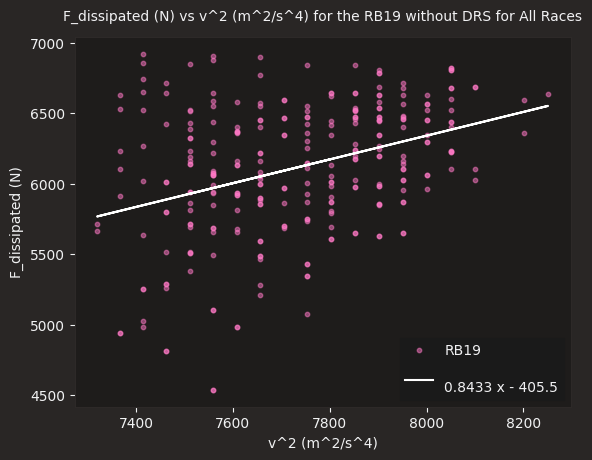 F_dissipated (N) vs v^2 (m^2/s^4) for the RB19 without DRS for All Races
7000
6500
6000
5500
5000
4500
F_dissipated (N)
RB19
0.8433 x - 405.5
7400
7600
7800
8000
8200
v^2 (m^2/s^4)